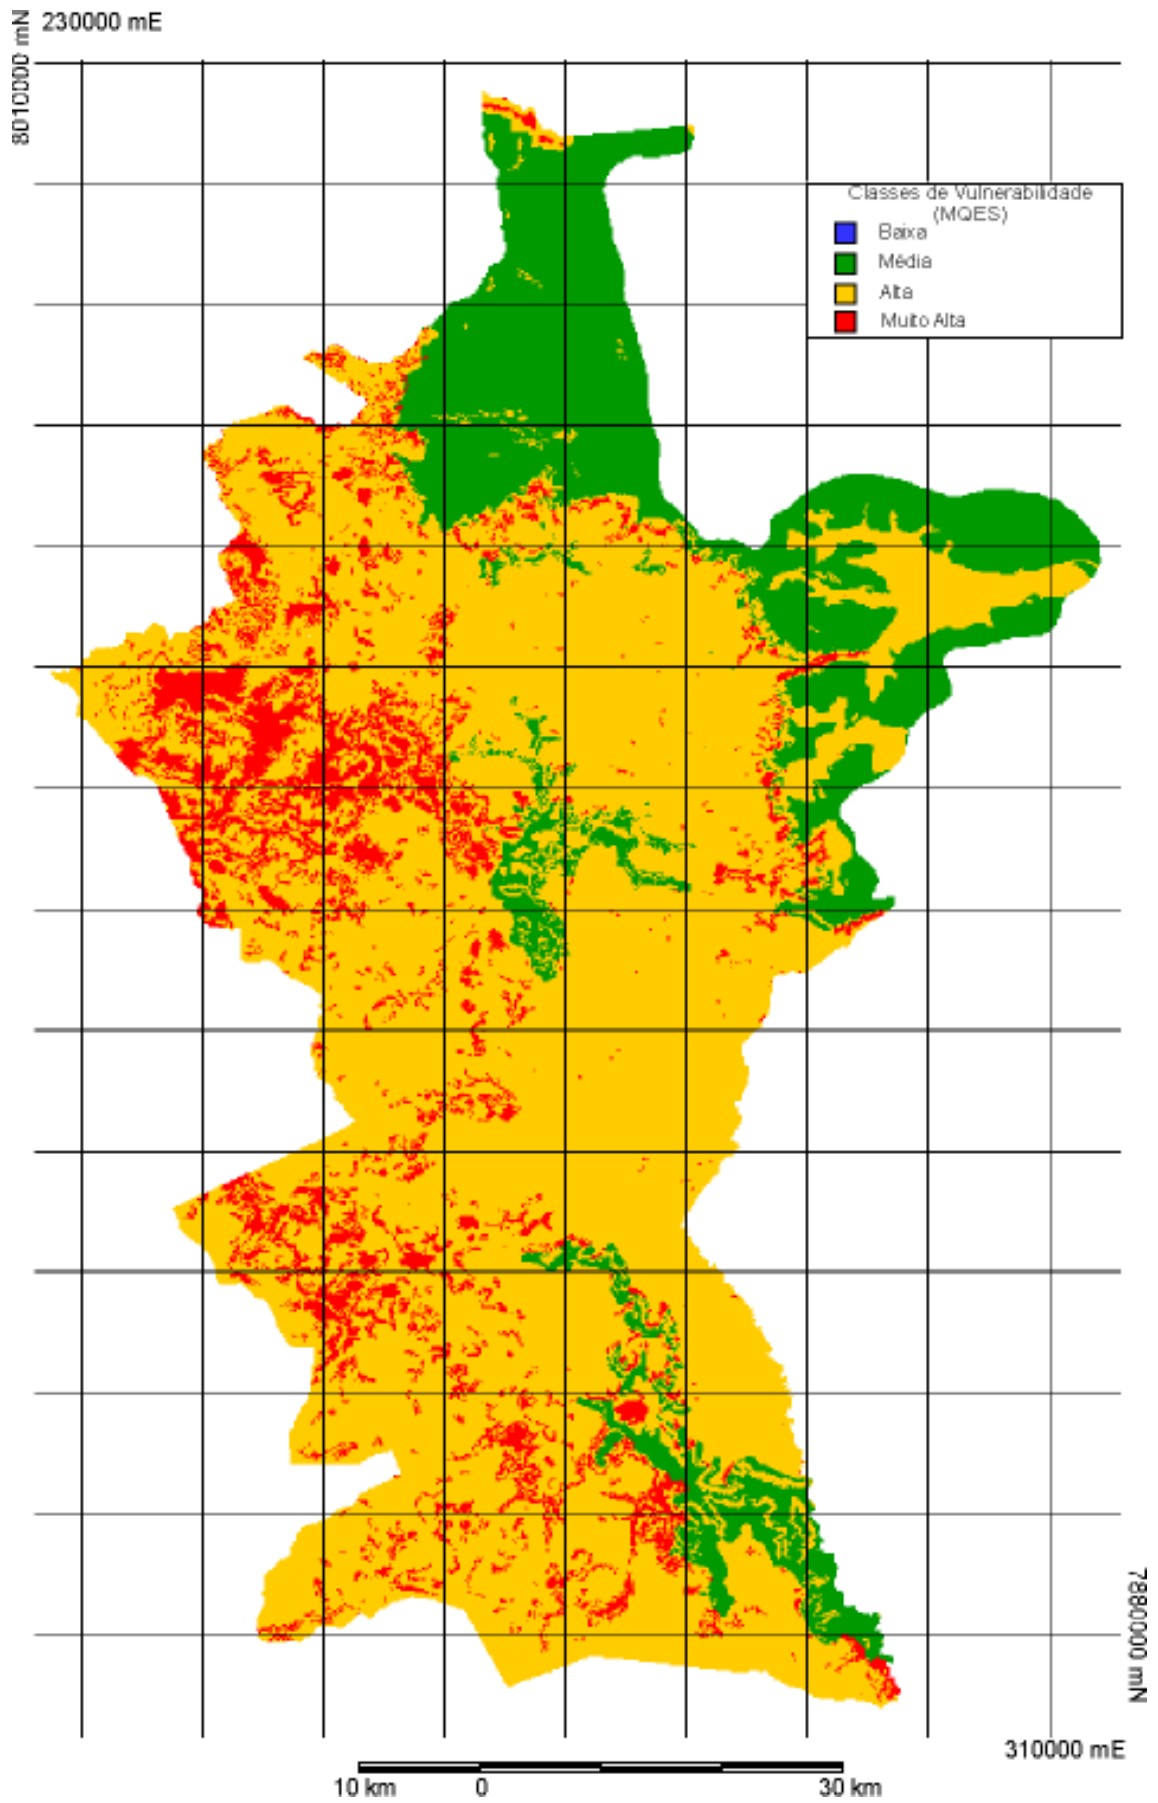 230000 mE
8010000 mN
Classes de Vulnerabilidade
(MQES)
Baixa
Média
Alta
Muito Alta
7880000 mN
310000 mE
10 km 0 30 km